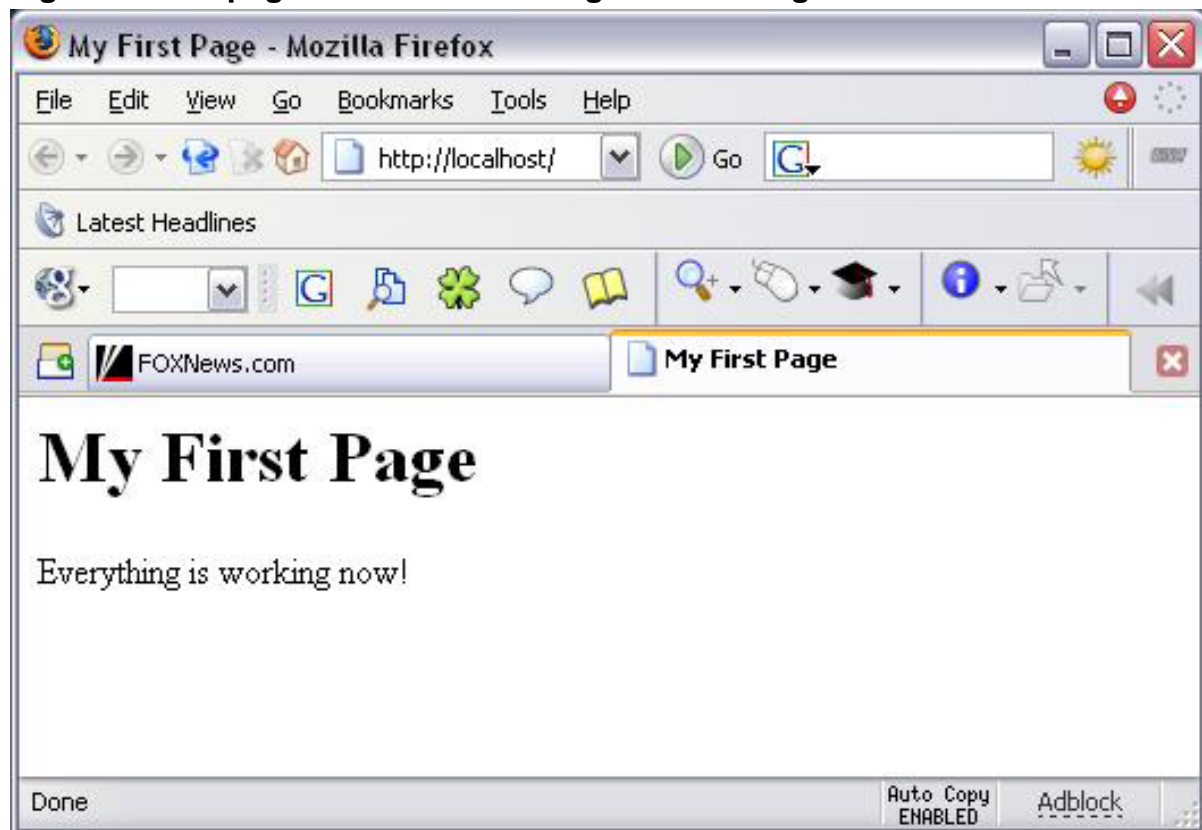 My First Page - Mozilla Firefox
File Edit View Go Bookmarks Tools Help
http://localhost/ Go G
Latest Headlines
G
FOXNews.com My First Page
My First Page
Everything is working now!
Done Auto Copy ENABLED Adblock